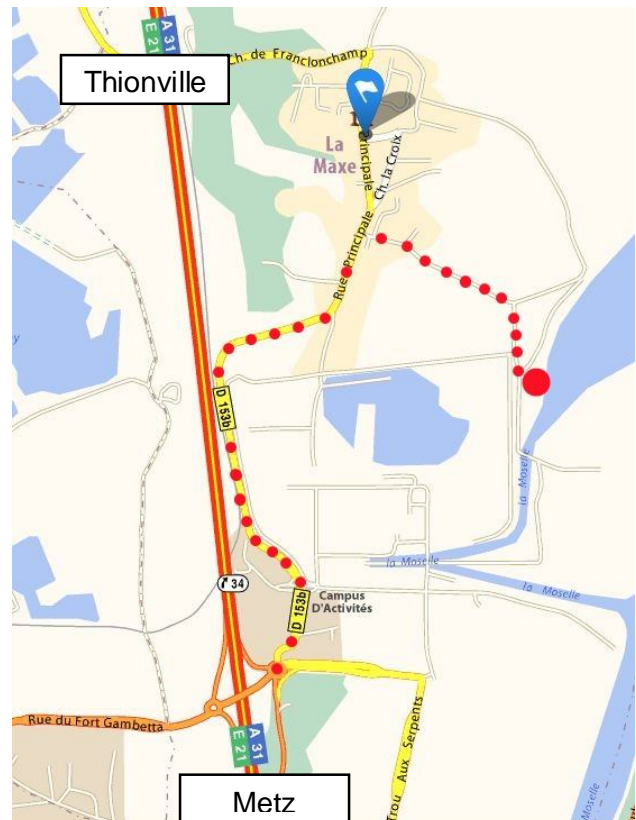 A 31
E 21
Thionville
Ch. de Franclonchamp
La
Maxe
Principale
Ch. la Croix
Rue Principale
D 153b
la Moselle
la Moselle
la Moselle
34
Campus
D'Activités
D 153b
Rue du Fort Gambetta
A 31
E 21
Trou Aux Serpents
Moselle
Metz